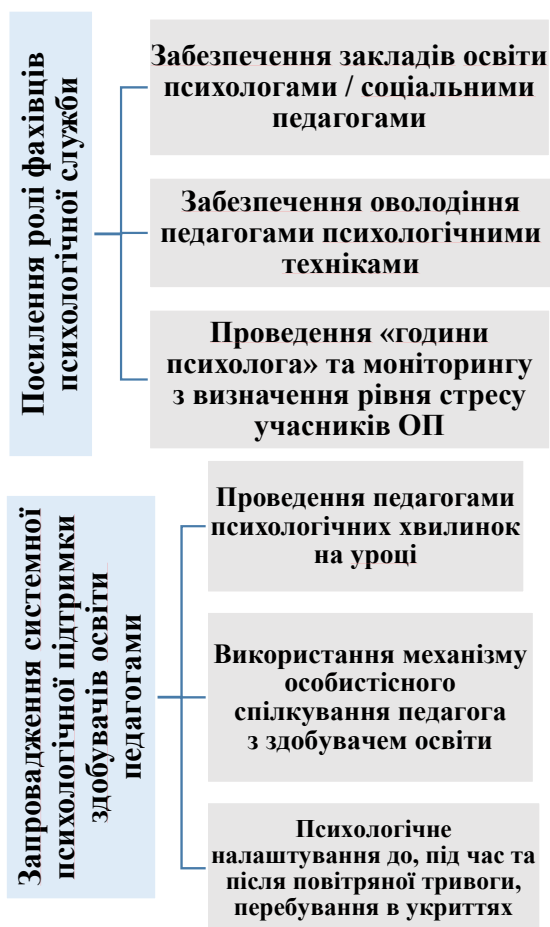 Посилення ролі фахівців
психологічної служби
Забезпечення закладів освіти
психологами / соціальними
педагогами
Забезпечення оволодіння
педагогами психологічними
техніками
Проведення «години
психолога» та моніторингу
з визначення рівня стресу
учасників ОП
Запровадження системної
психологічної підтримки
здобувачів освіти
педагогами
Проведення педагогами
психологічних хвилинок
на уроці
Використання механізму
особистісного
спілкування педагога
з здобувачем освіти
Психологічне
налаштування до, під час та
після повітряної тривоги,
перебування в укриттях